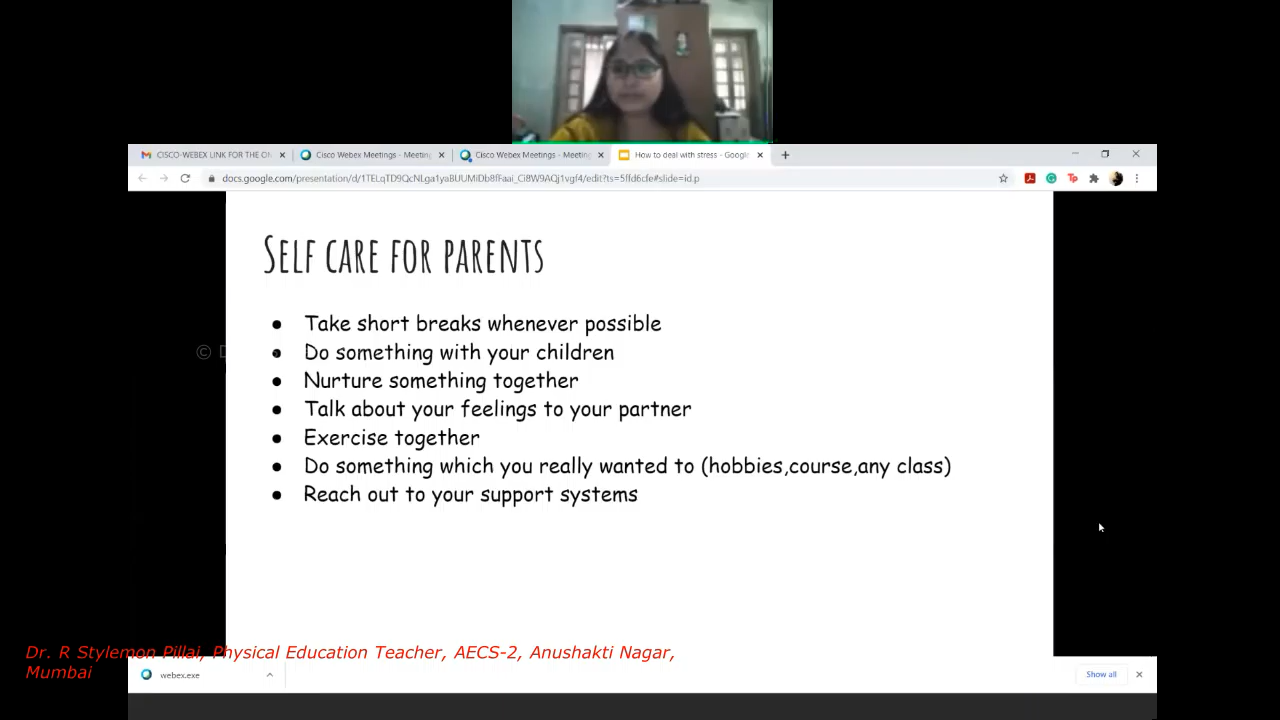 CISCO-WEBEX LINK FOR THE ON
Cisco Webex Meetings - Meeting
Cisco Webex Meetings - Meeting
How to deal with stress - Google
docs.google.com/presentation/d/1TELqTD9QcNLga1yaBUUMiDb8fFaai_Ci8W9AQj1vgf4/edit?ts=5ffd6cfe#slide=id.p
SELF CARE FOR PARENTS
● Take short breaks whenever possible
● Do something with your children
● Nurture something together
● Talk about your feelings to your partner
● Exercise together
● Do something which you really wanted to (hobbies,course,any class)
● Reach out to your support systems
Dr. R Stylemon Pillai, Physical Education Teacher, AECS-2, Anushakti Nagar,
Mumbai
webex.exe
Show all